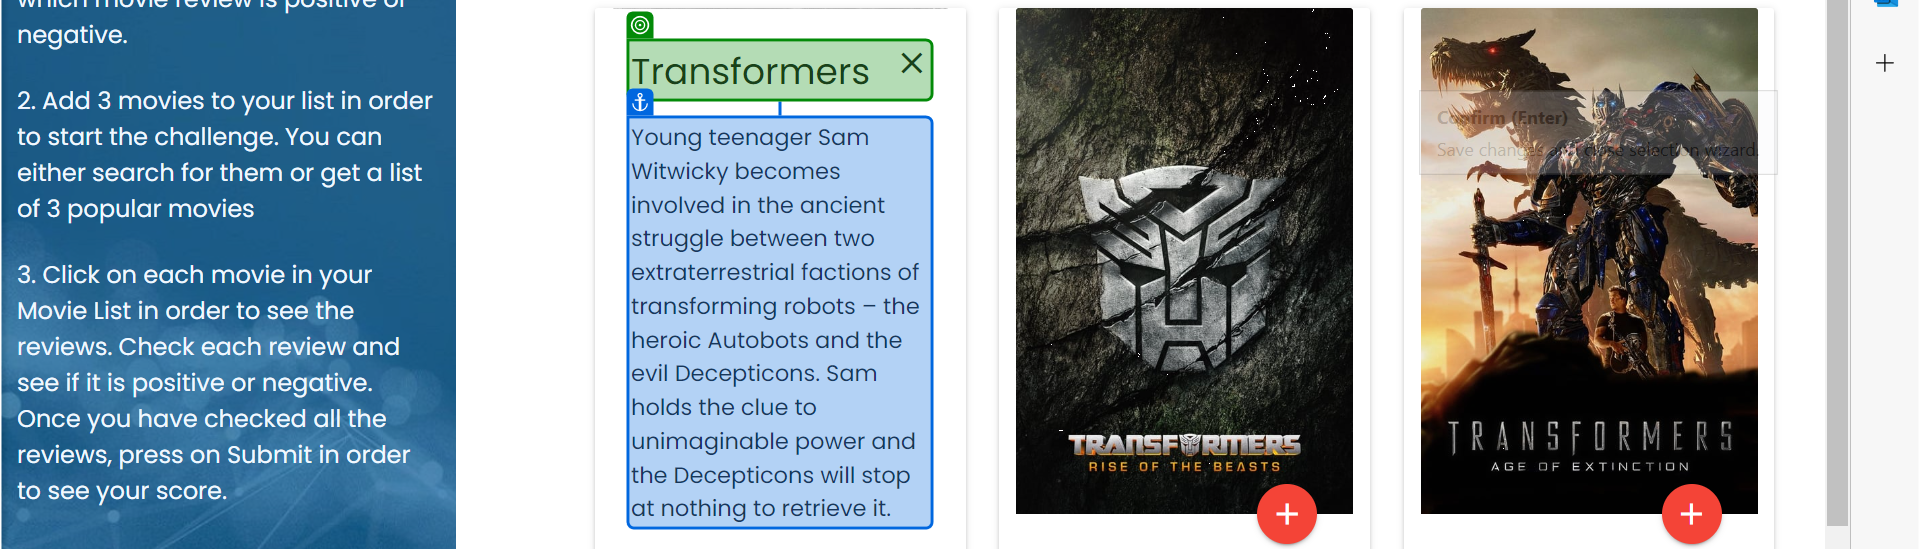 which movie review is positive or
negative.
2. Add 3 movies to your list in order
to start the challenge. You can
either search for them or get a list
of 3 popular movies
3. Click on each movie in your
Movie List in order to see the
reviews. Check each review and
see if it is positive or negative.
Once you have checked all the
reviews, press on Submit in order
to see your score.
Transformers
Young teenager Sam
Witwicky becomes
involved in the ancient
struggle between two
extraterrestrial factions of
transforming robots – the
heroic Autobots and the
evil Decepticons. Sam
holds the clue to
unimaginable power and
the Decepticons will stop
at nothing to retrieve it.
TRANSFORMERS
RISE OF THE BEASTS
Confirm (Enter)
Save changes and close selection wizard.
TRANSFORMERS
AGE OF EXTINCTION